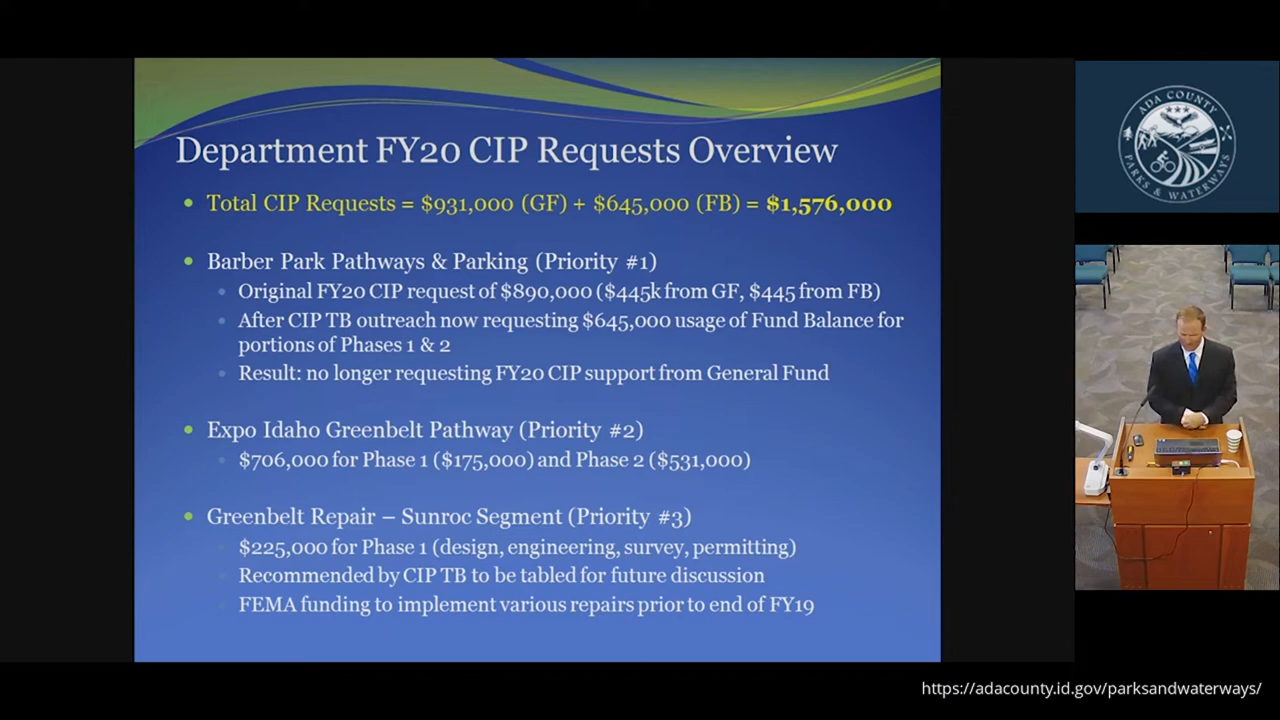 Department FY20 CIP Requests Overview
Total CIP Requests = $931,000 (GF) + $645,000 (FB) = $1,576,000
Barber Park Pathways & Parking (Priority #1)
Original FY20 CIP request of $890,000 ($445k from GF, $445 from FB)
After CIP TB outreach now requesting $645,000 usage of Fund Balance for
portions of Phases 1 & 2
Result: no longer requesting FY20 CIP support from General Fund
Expo Idaho Greenbelt Pathway (Priority #2)
$706,000 for Phase 1 ($175,000) and Phase 2 ($531,000)
Greenbelt Repair – Sunroc Segment (Priority #3)
$225,000 for Phase 1 (design, engineering, survey, permitting)
Recommended by CIP TB to be tabled for future discussion
FEMA funding to implement various repairs prior to end of FY19
ADA COUNTY
PARKS & WATERWAYS
https://adacounty.id.gov/parksandwaterways/